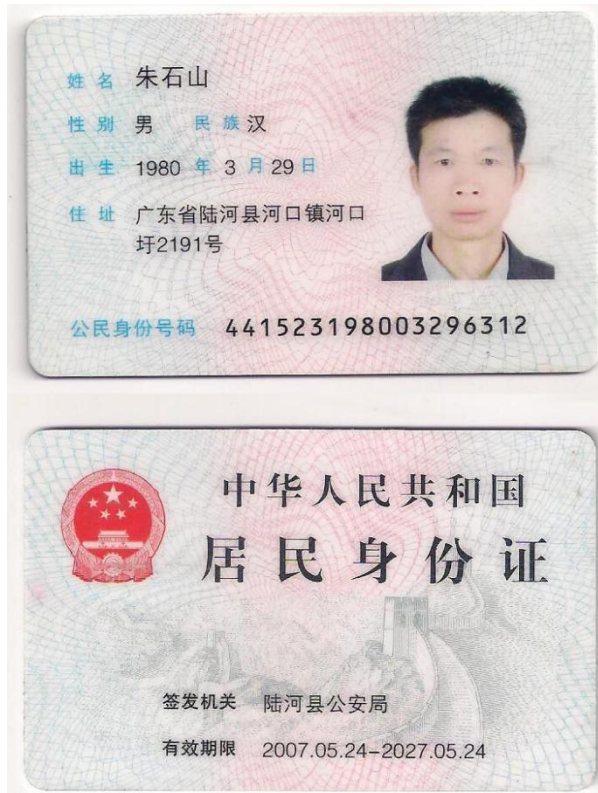 姓名 朱石山
性别 男 民族 汉
出生 1980 年 3 月 29 日
住址 广东省陆河县河口镇河口
圩2191号
公民身份号码 441523198003296312
中华人民共和国
居民身份证
签发机关 陆河县公安局
有效期限 2007.05.24-2027.05.24